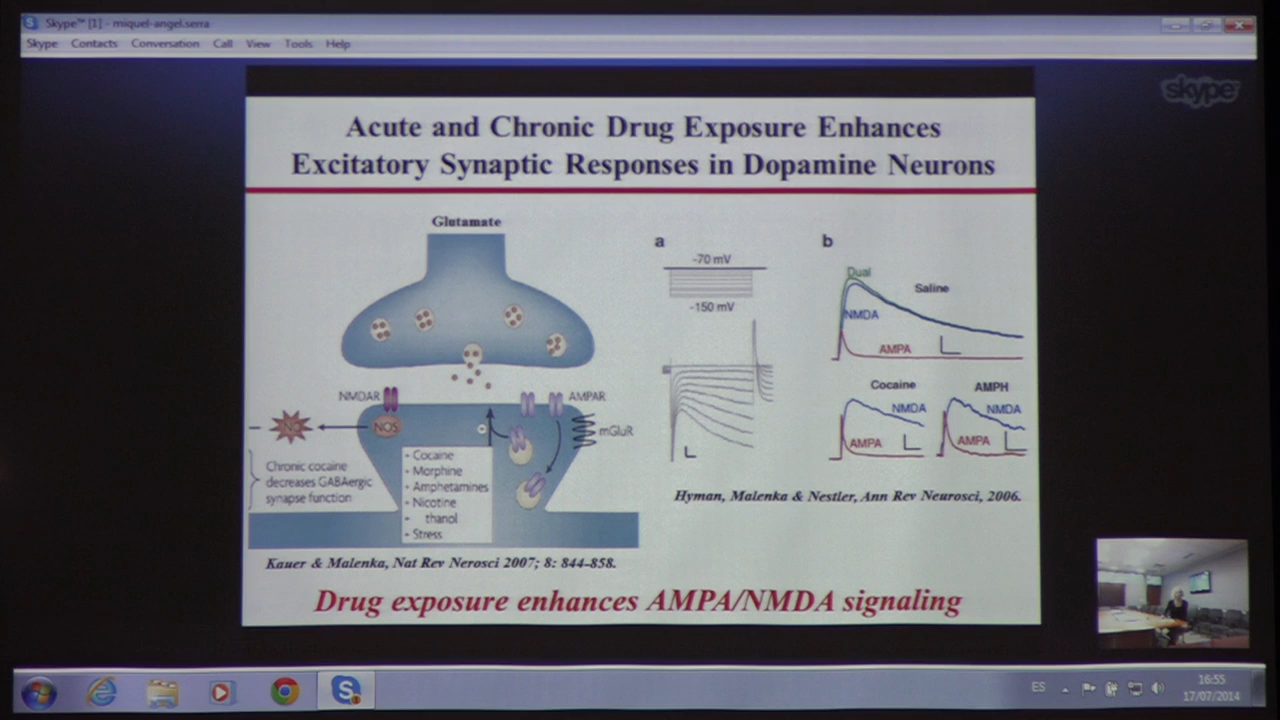 Skype™ [1] - miquel-angel.serra
Skype Contacts Conversation Call View Tools Help
skype
Acute and Chronic Drug Exposure Enhances
Excitatory Synaptic Responses in Dopamine Neurons
Glutamate
NMDAR
AMPAR
NO
NOS
mGluR
Chronic cocaine
decreases GABAergic
synapse function
• Cocaine
• Morphine
• Amphetamines
• Nicotine
• thanol
• Stress
Kauer & Malenka, Nat Rev Nerosci 2007; 8: 844-858.
a
-70 mV
-150 mV
b
Dual
Saline
NMDA
AMPA
Cocaine
NMDA
AMPA
AMPH
NMDA
AMPA
Hyman, Malenka & Nestler, Ann Rev Neurosci, 2006.
Drug exposure enhances AMPA/NMDA signaling
ES
16:55
17/07/2014